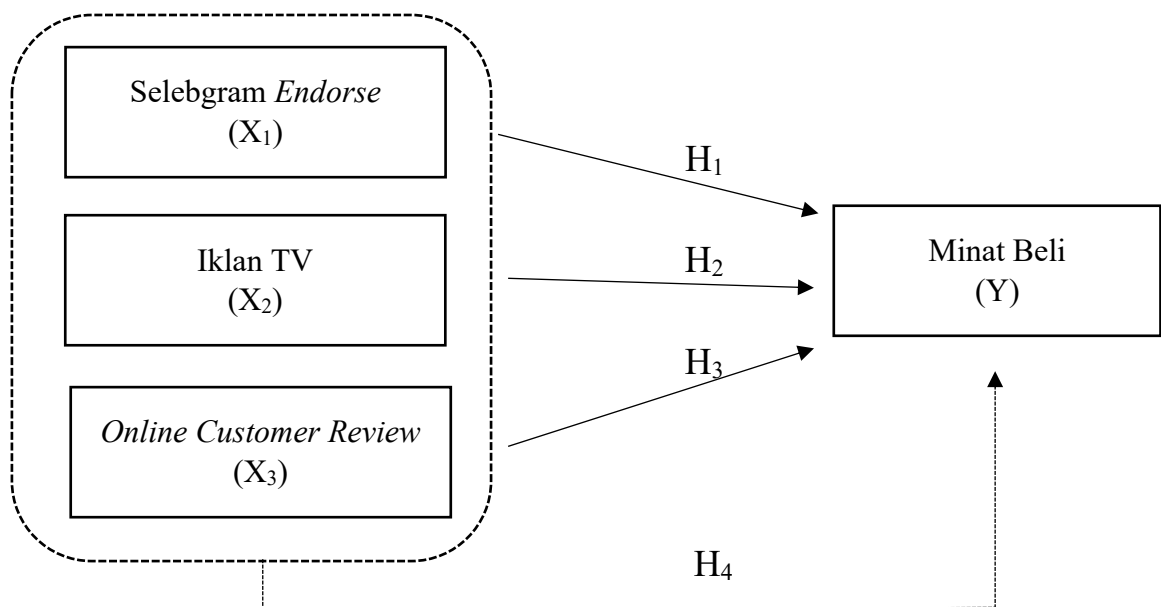 Selebgram Endorse
(X₁)
H₁
Iklan TV
(X₂)
H₂
Minat Beli
(Y)
H₃
Online Customer Review
(X₃)
H₄